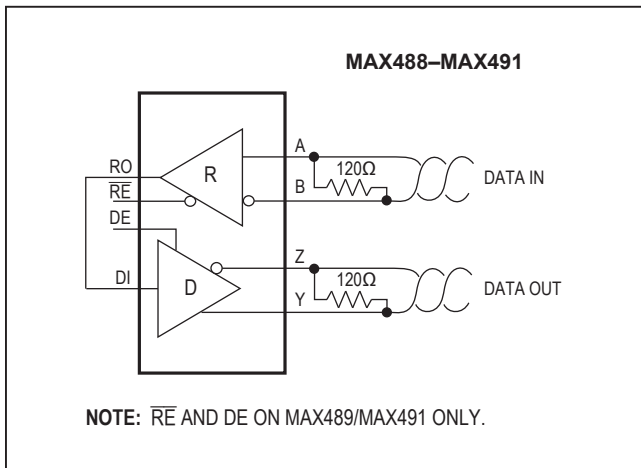 MAX488–MAX491
A
RO
120Ω
R
RE
B
DATA IN
DE
Z
DI
D
120Ω
Y
DATA OUT
NOTE: RE AND DE ON MAX489/MAX491 ONLY.